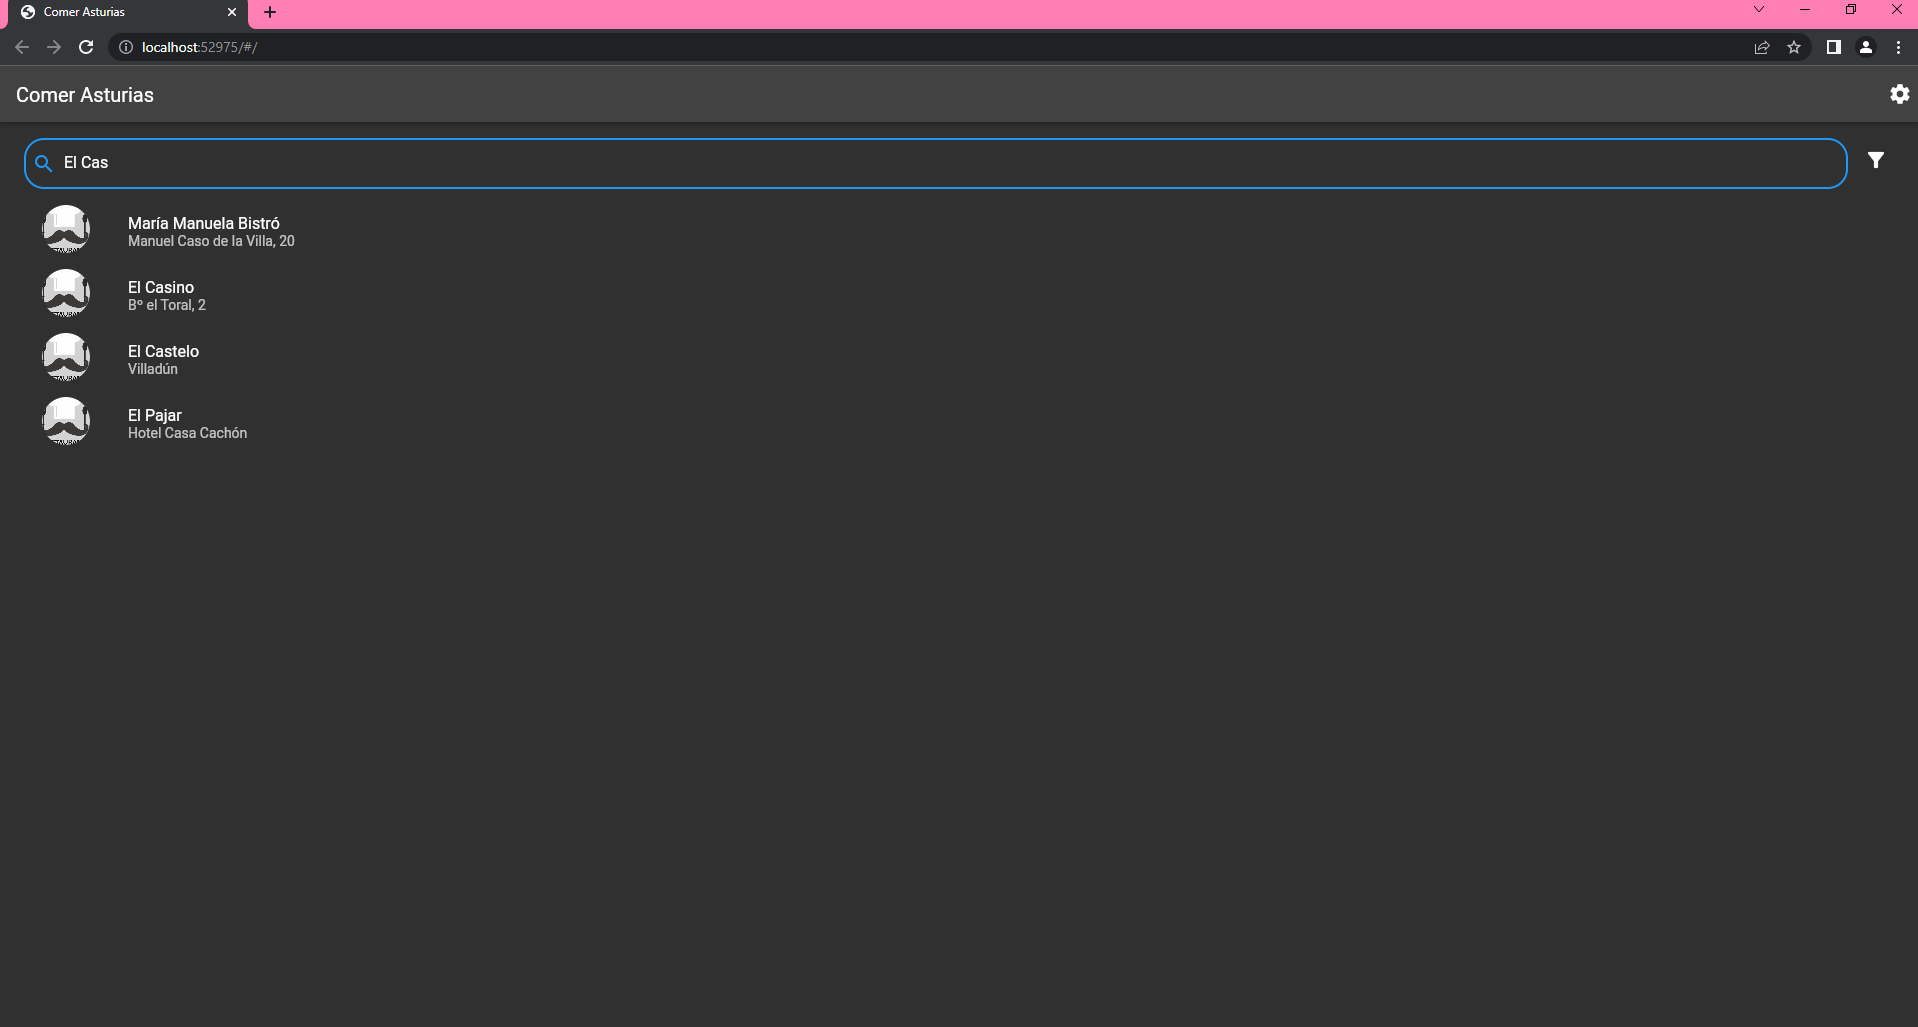 Comer Asturias
localhost:52975/#/
Comer Asturias
El Cas
María Manuela Bistró
Manuel Caso de la Villa, 20
El Casino
Bº el Toral, 2
El Castelo
Villadún
El Pajar
Hotel Casa Cachón